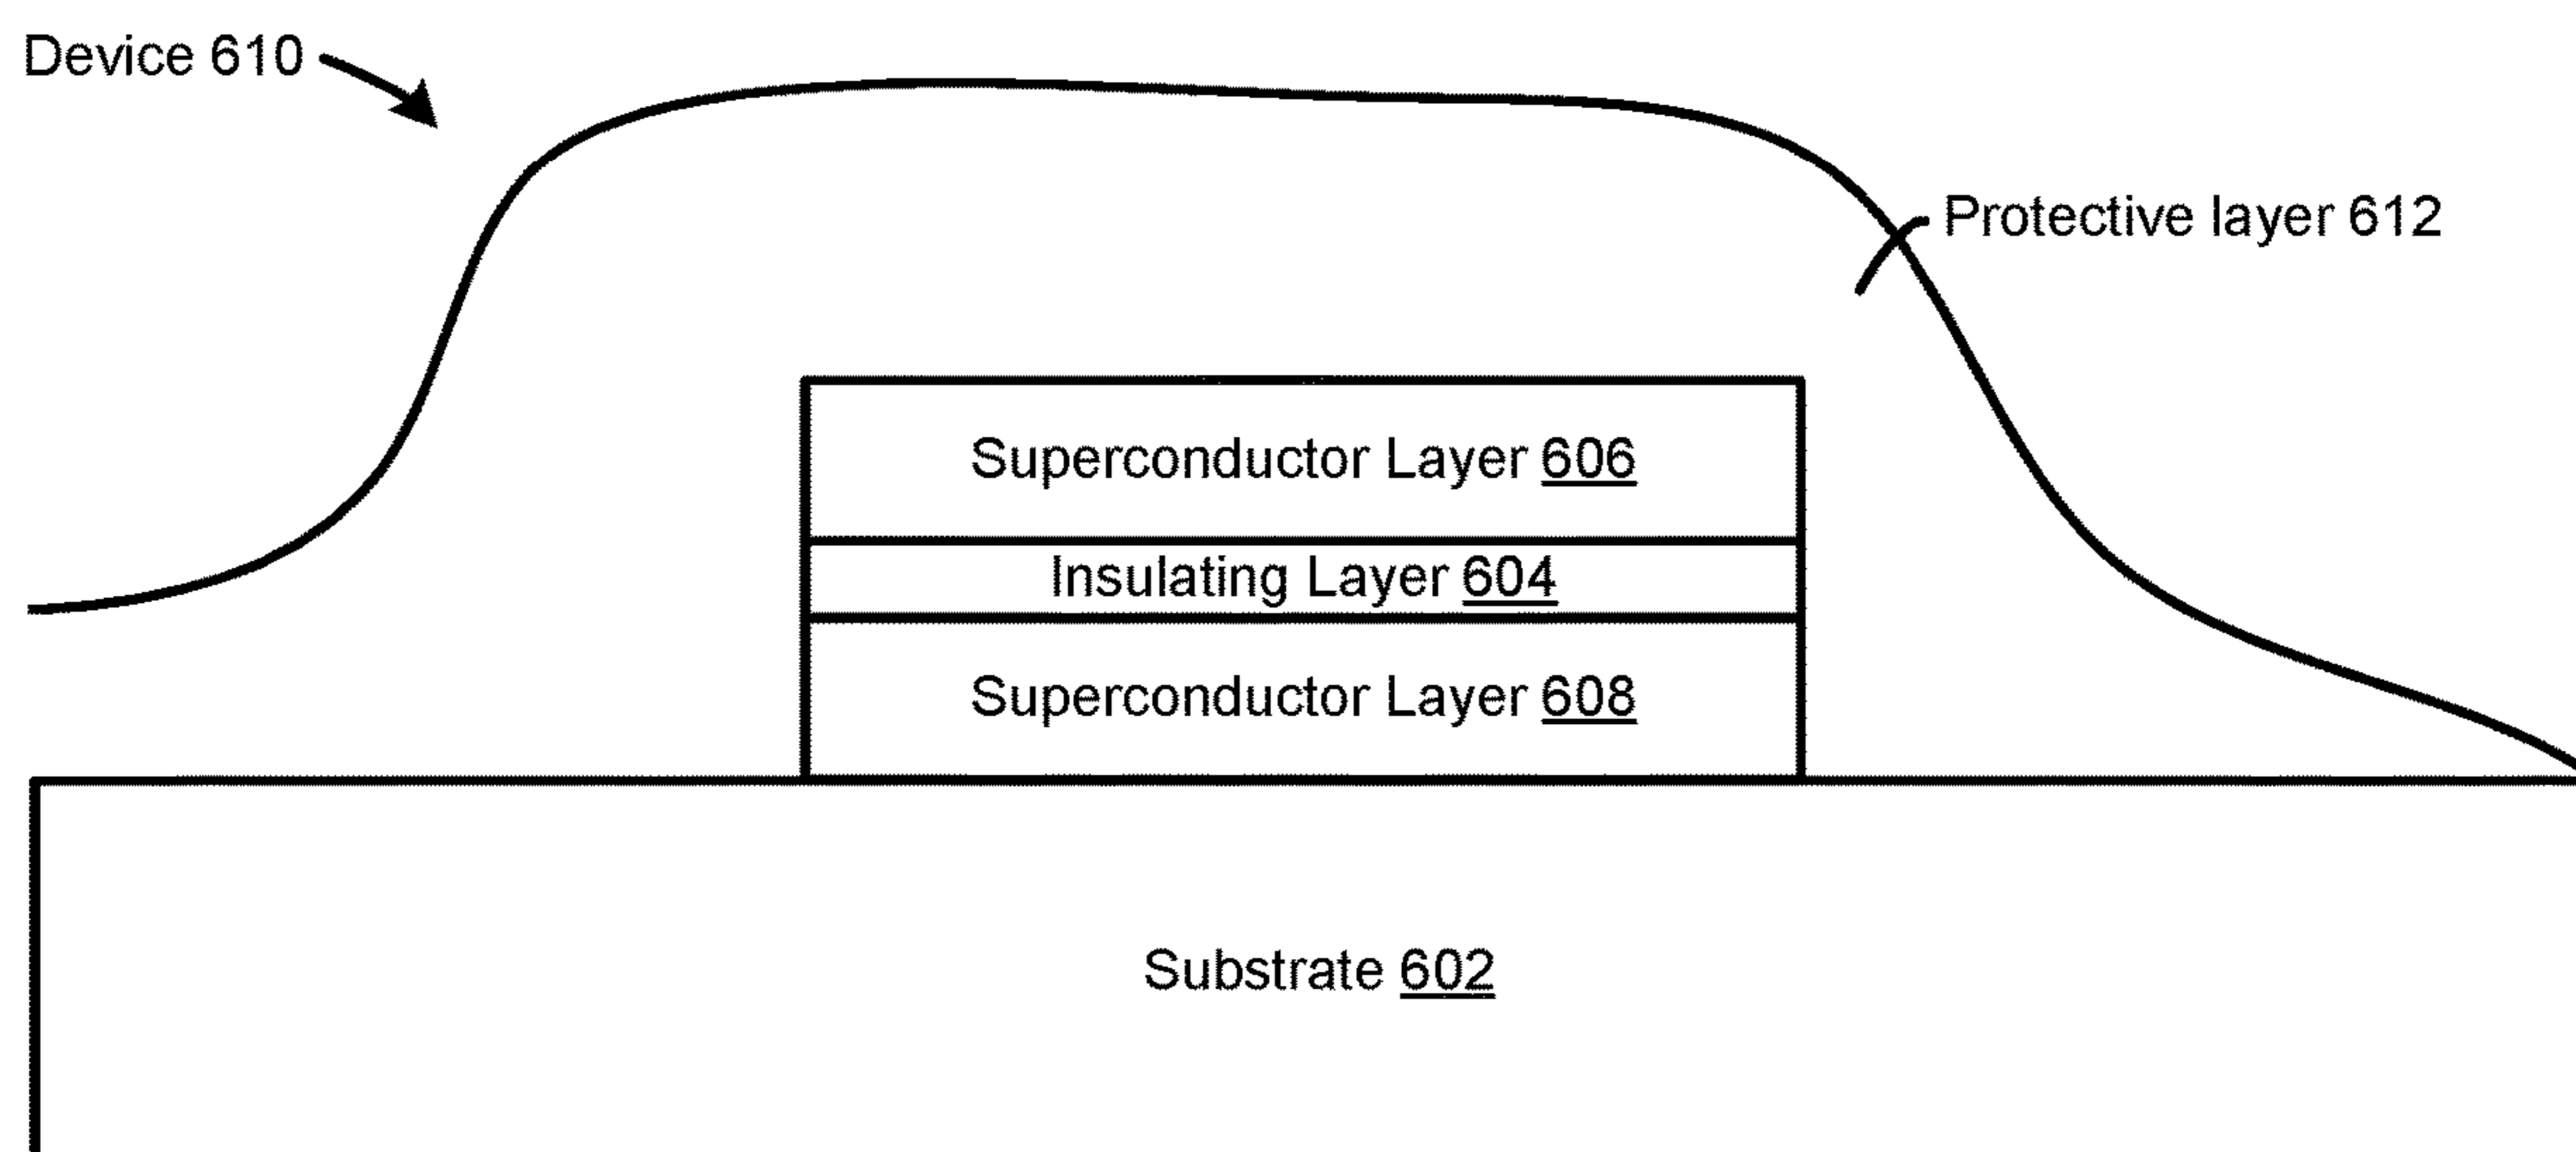 Device 610
Protective layer 612
Superconductor Layer 606
Insulating Layer 604
Superconductor Layer 608
Substrate 602